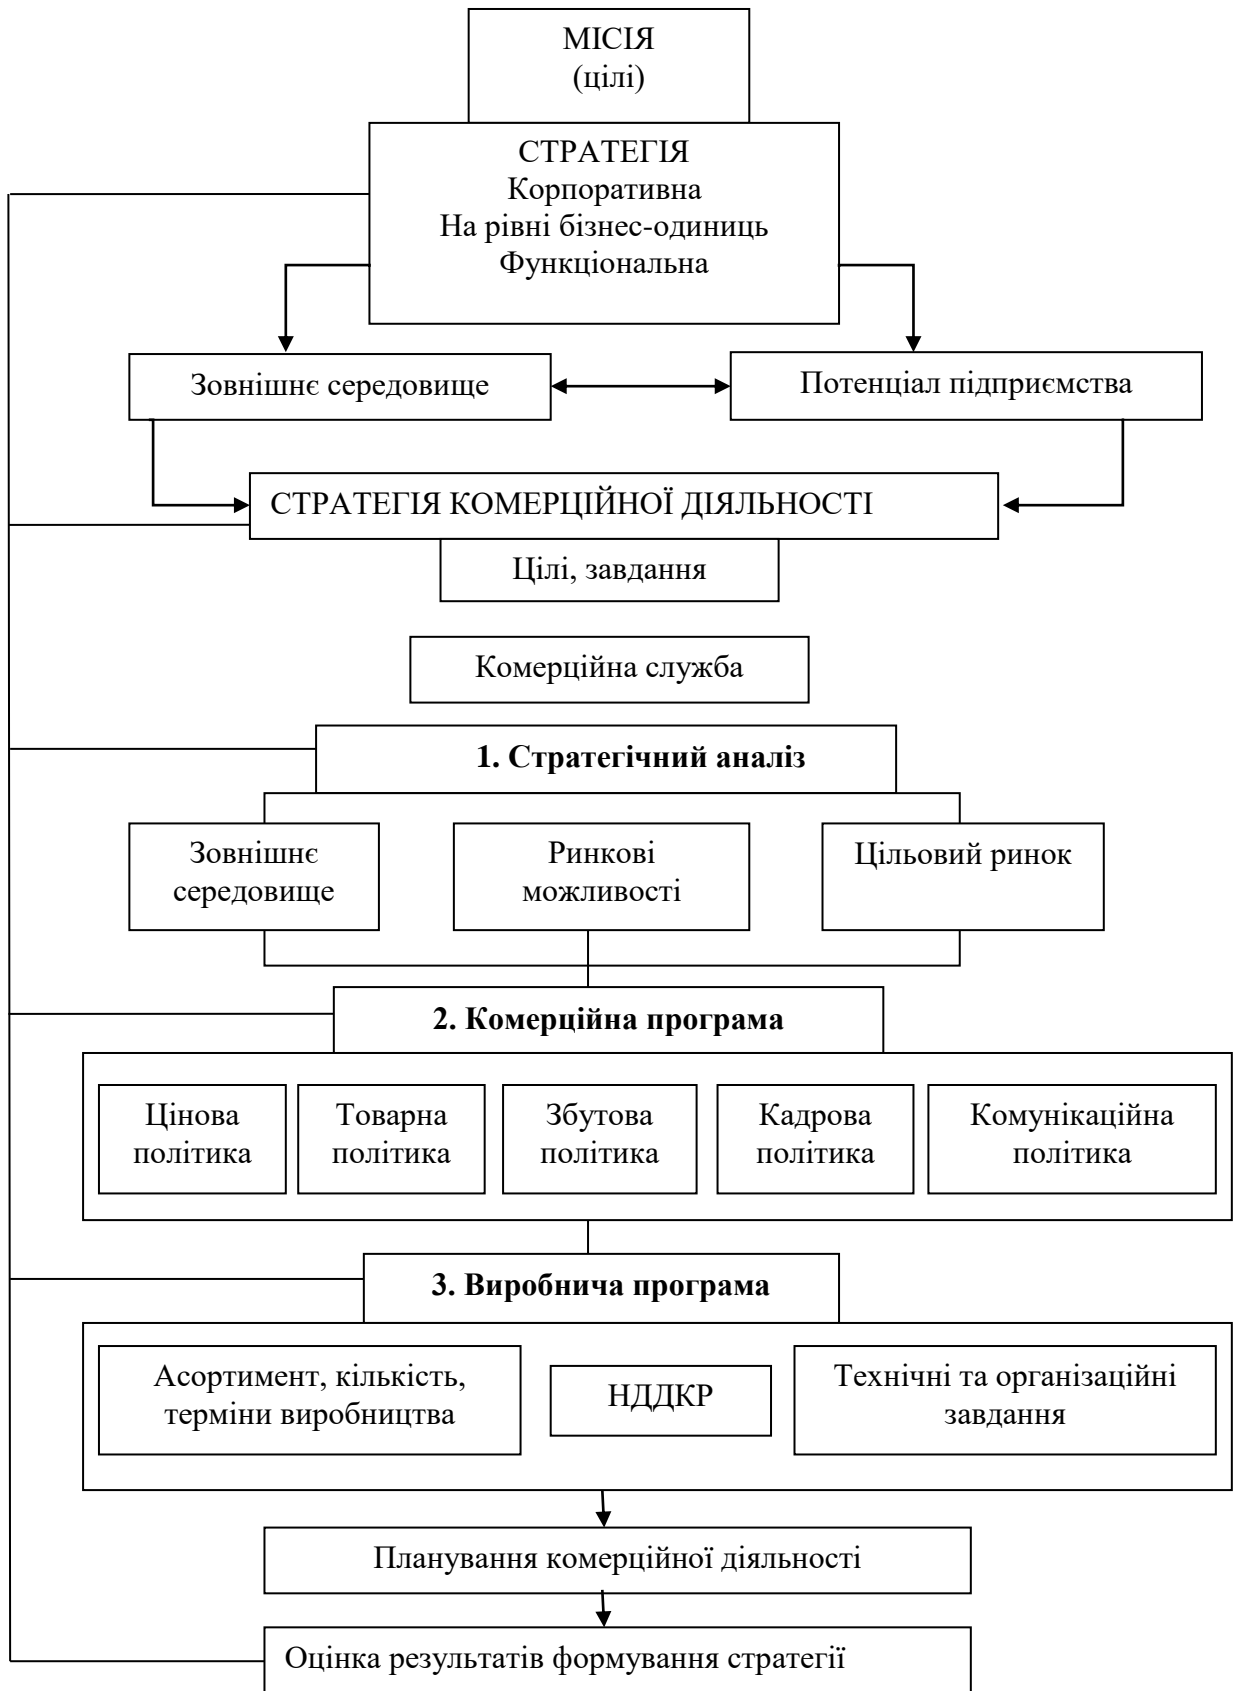 МІСІЯ
(цілі)
СТРАТЕГІЯ
Корпоративна
На рівні бізнес-одиниць
Функціональна
Зовнішнє середовище
Потенціал підприємства
СТРАТЕГІЯ КОМЕРЦІЙНОЇ ДІЯЛЬНОСТІ
Цілі, завдання
Комерційна служба
1. Стратегічний аналіз
Зовнішнє
середовище
Ринкові
можливості
Цільовий ринок
2. Комерційна програма
Цінова
політика
Товарна
політика
Збутова
політика
Кадрова
політика
Комунікаційна
політика
3. Виробнича програма
Асортимент, кількість,
терміни виробництва
НДДКР
Технічні та організаційні
завдання
Планування комерційної діяльності
Оцінка результатів формування стратегії